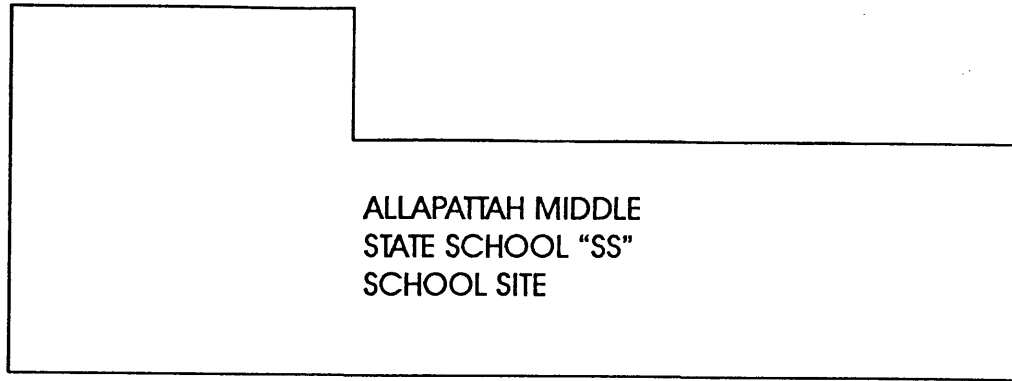 ALLAPATTAH MIDDLE
STATE SCHOOL “SS”
SCHOOL SITE